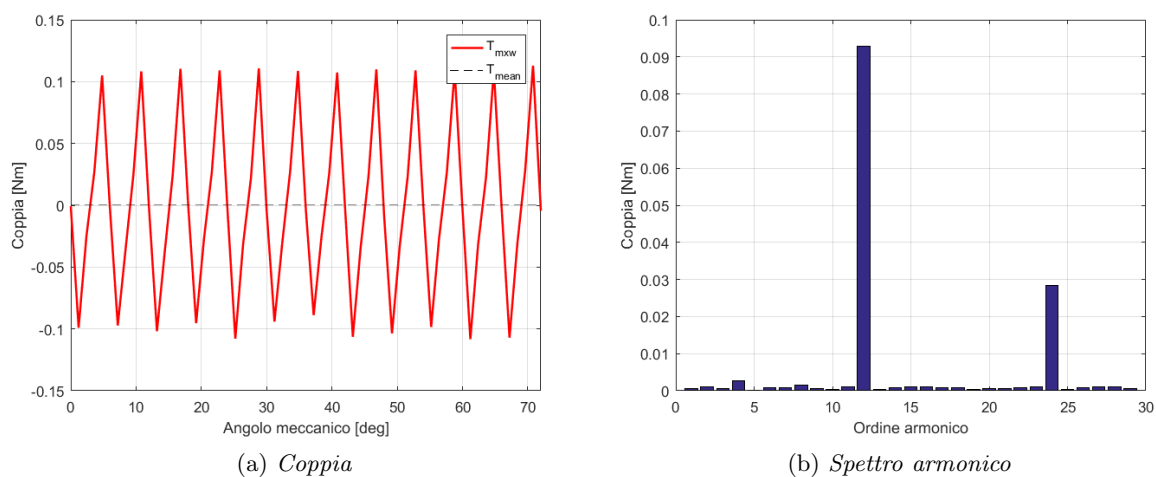 0.15
0.1
0.05
0
-0.05
-0.1
-0.15
Coppia [Nm]
T_mxw
T_mean
0 10 20 30 40 50 60 70
Angolo meccanico [deg]
(a) Coppia
0.1
0.09
0.08
0.07
0.06
0.05
0.04
0.03
0.02
0.01
0
Coppia [Nm]
0 5 10 15 20 25 30
Ordine armonico
(b) Spettro armonico